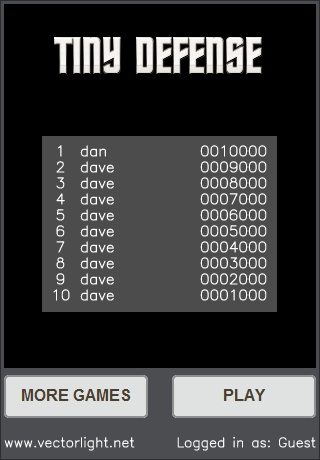 TINY DEFENSE
1 dan 0010000
2 dave 0009000
3 dave 0008000
4 dave 0007000
5 dave 0006000
6 dave 0005000
7 dave 0004000
8 dave 0003000
9 dave 0002000
10 dave 0001000
MORE GAMES PLAY
www.vectorlight.net Logged in as: Guest